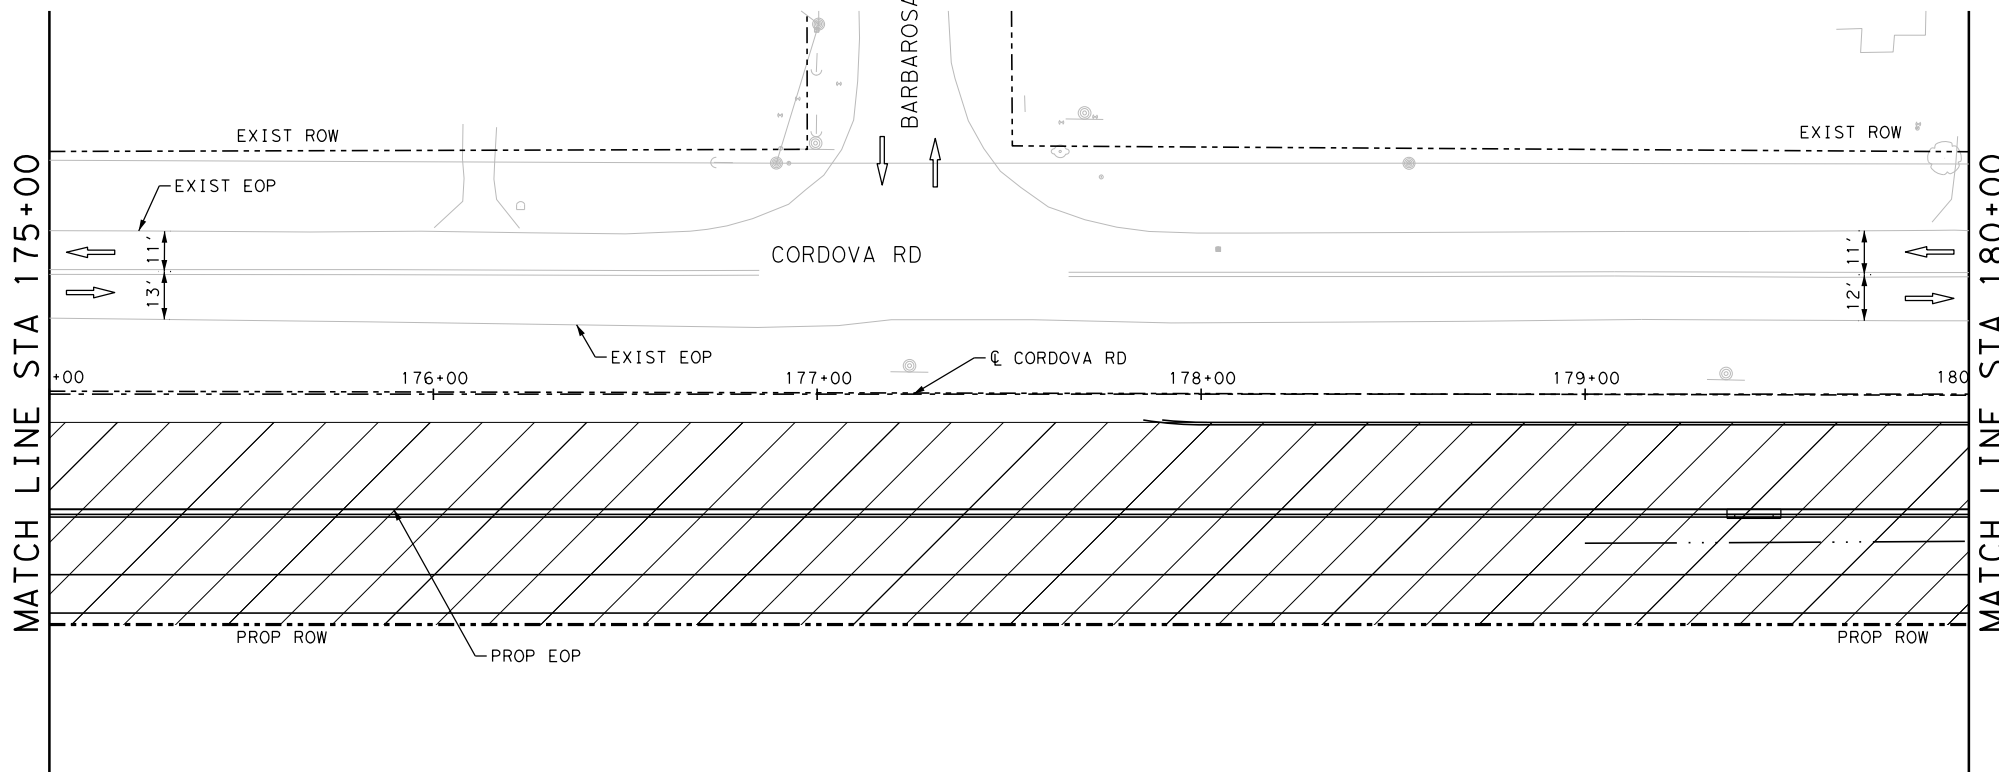 BARBAROSA
EXIST ROW
EXIST ROW
EXIST EOP
11'
13'
CORDOVA RD
11'
12'
EXIST EOP
℄ CORDOVA RD
+00
176+00
177+00
178+00
179+00
180
MATCH LINE STA 175+00
MATCH LINE STA 180+00
PROP ROW
PROP EOP
PROP ROW